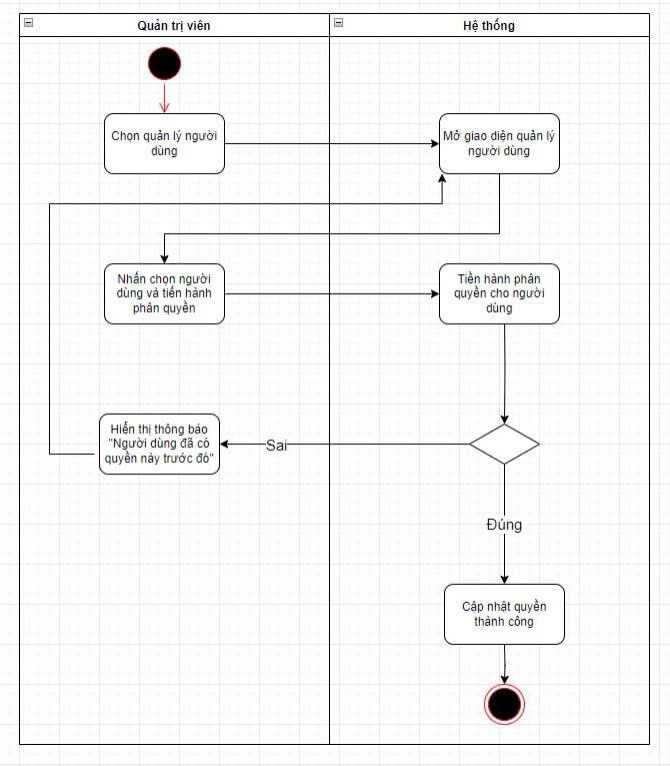 Quản trị viên
Hệ thống
Chọn quản lý người
dùng
Mở giao diện quản lý
người dùng
Nhấn chọn người
dùng và tiến hành
phân quyền
Tiền hành phân
quyền cho người
dùng
Hiển thị thông báo
"Người dùng đã có
quyền này trước đó"
Sai
Đúng
Cập nhật quyền
thành công